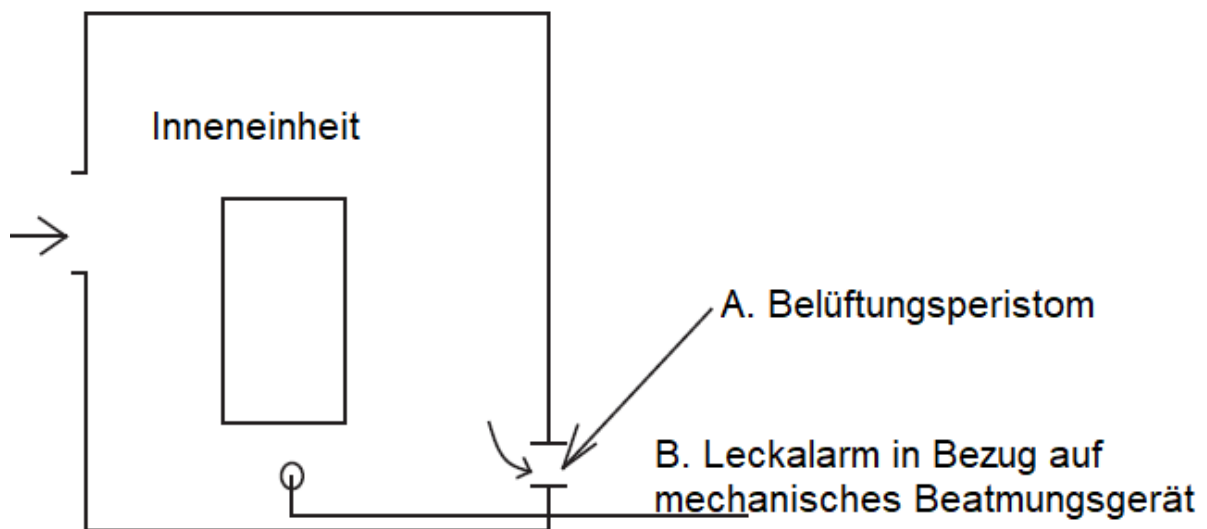 Inneneinheit
A. Belüftungsperistom
B. Leckalarm in Bezug auf
mechanisches Beatmungsgerät